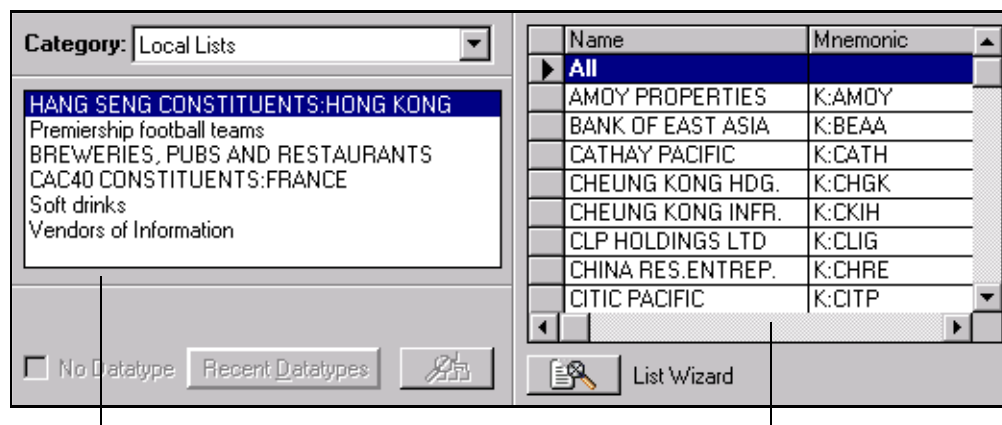 Category: Local Lists
HANG SENG CONSTITUENTS:HONG KONG
Premiership football teams
BREWERIES, PUBS AND RESTAURANTS
CAC40 CONSTITUENTS:FRANCE
Soft drinks
Vendors of Information
No Datatype Recent Datatypes
Name Mnemonic
All
AMOY PROPERTIES K:AMOY
BANK OF EAST ASIA K:BEAA
CATHAY PACIFIC K:CATH
CHEUNG KONG HDG. K:CHGK
CHEUNG KONG INFR. K:CKIH
CLP HOLDINGS LTD K:CLIG
CHINA RES.ENTREP. K:CHRE
CITIC PACIFIC K:CITP
List Wizard